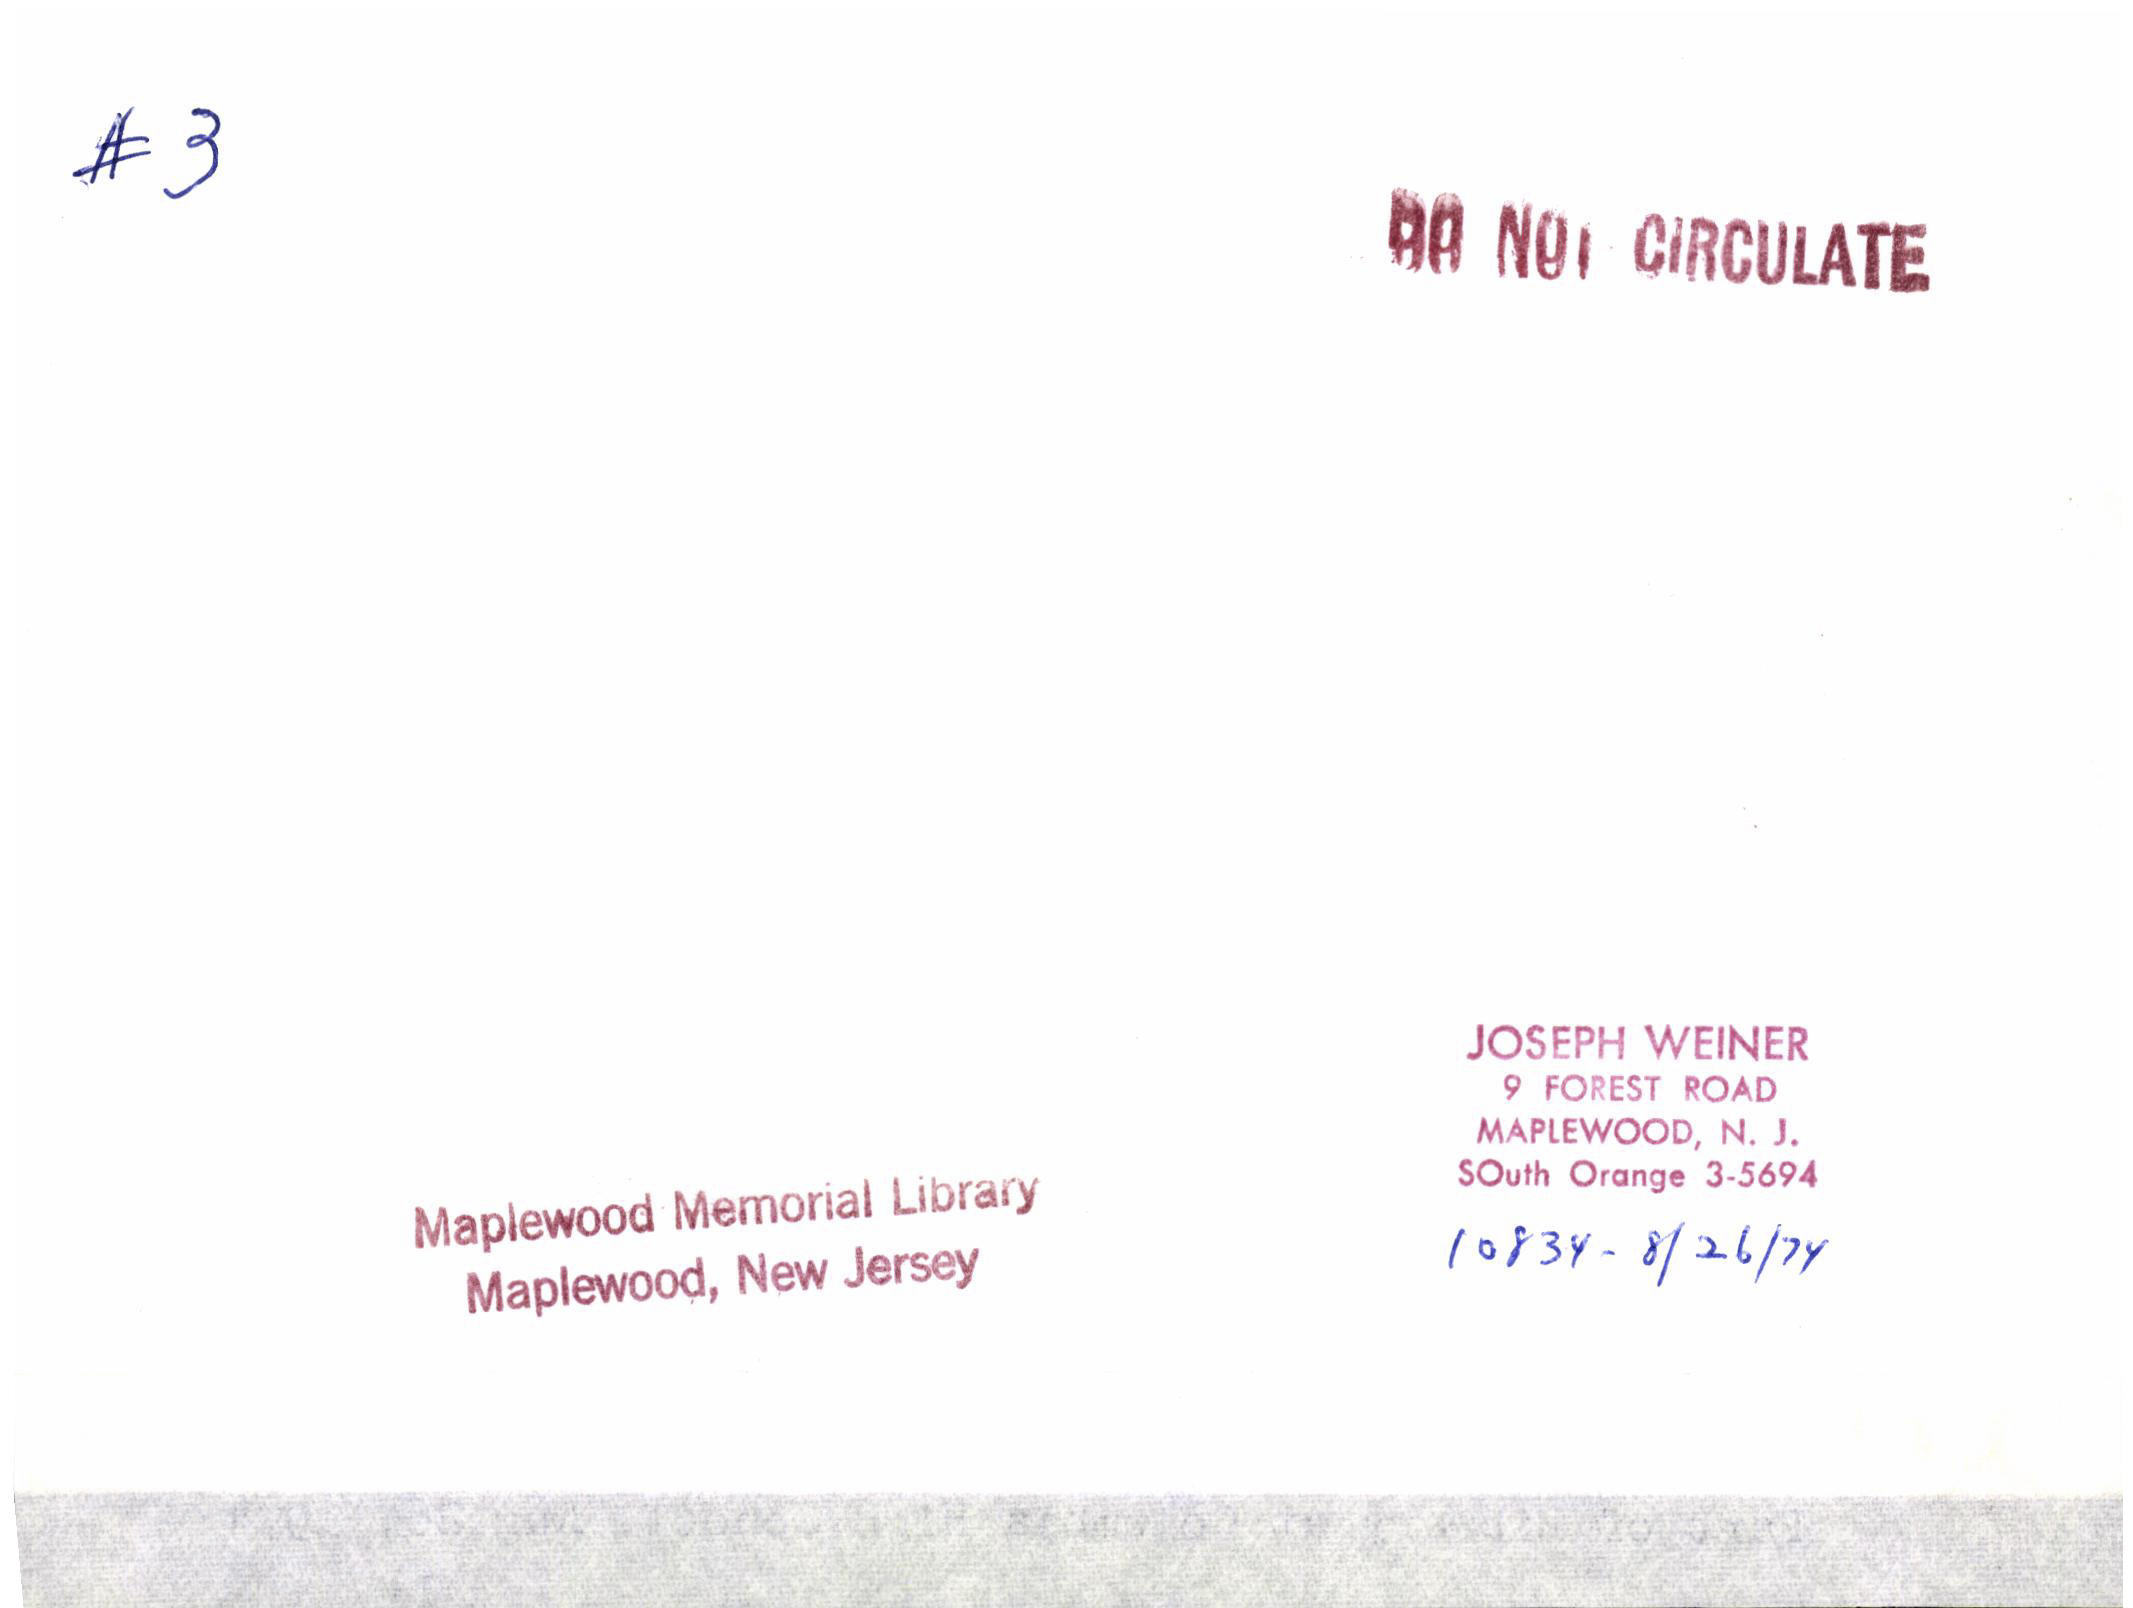 # 3
DO NOT CIRCULATE
JOSEPH WEINER
9 FOREST ROAD
MAPLEWOOD, N. J.
SOuth Orange 3-5694
10834 - 8/26/74
Maplewood Memorial Library
Maplewood, New Jersey